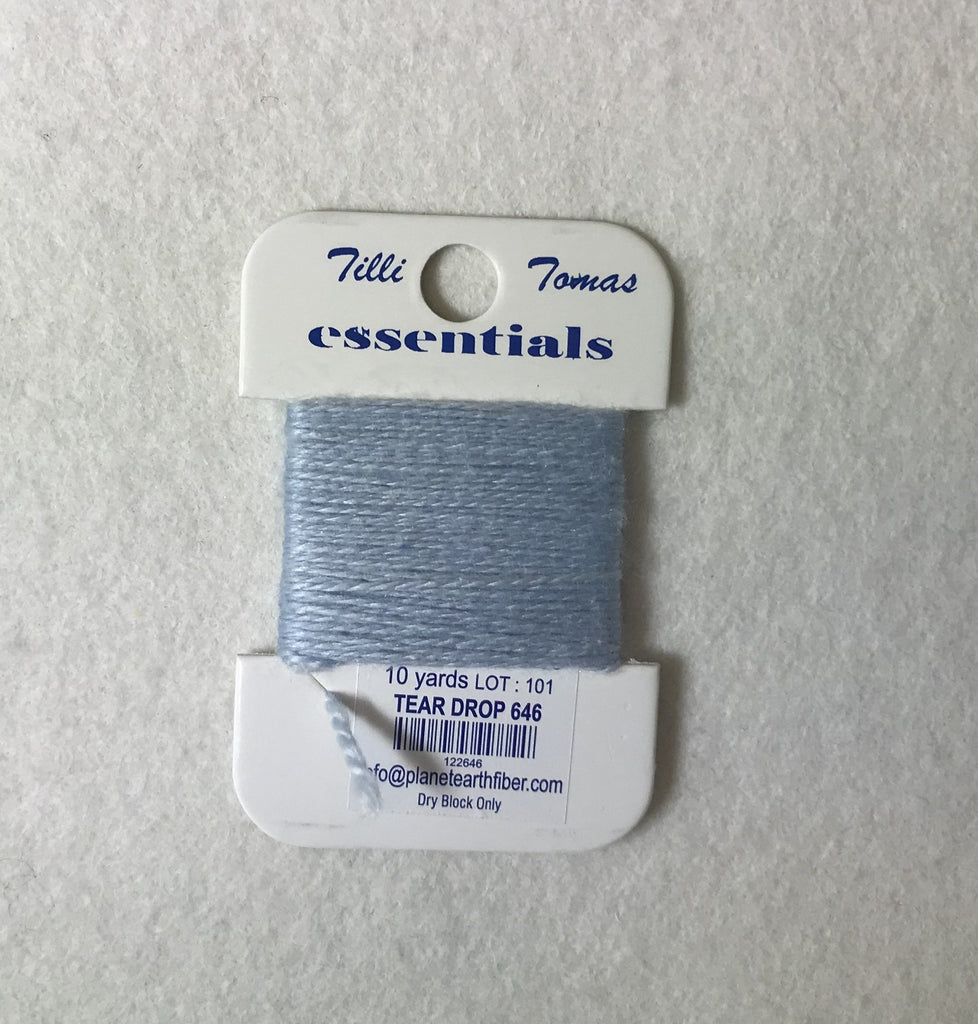 Tilli Tomas
essentials
10 yards LOT : 101
TEAR DROP 646
122646
fo@planetearthfiber.com
Dry Block Only